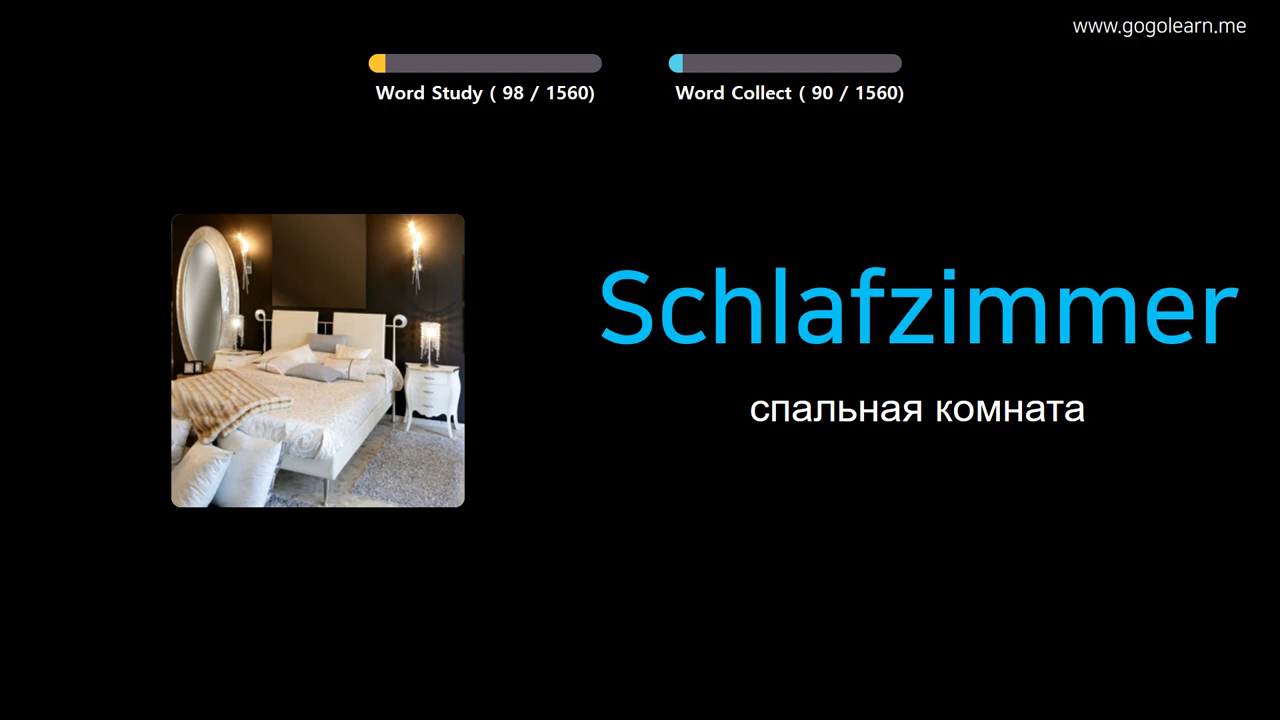 www.gogolearn.me
Word Study ( 98 / 1560)
Word Collect ( 90 / 1560)
Schlafzimmer
спальная комната